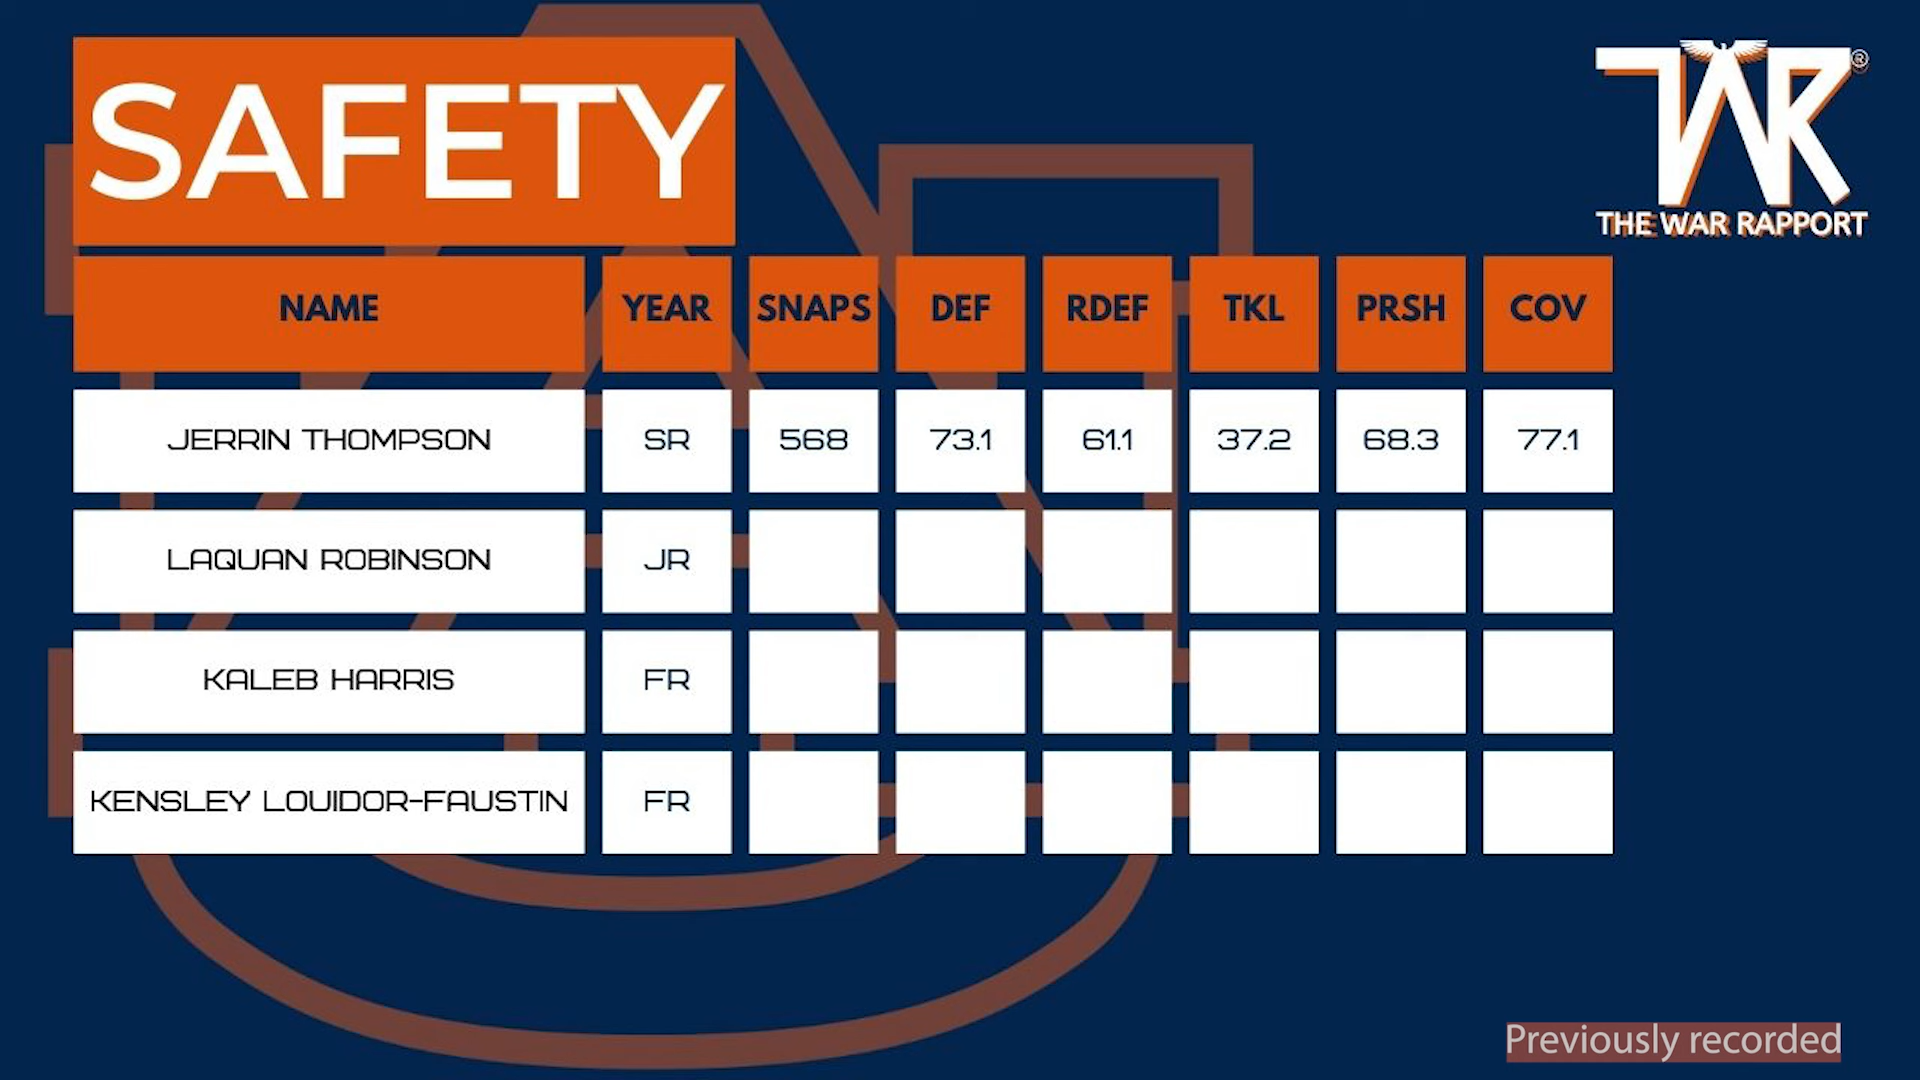 SAFETY
WR
®
THE WAR RAPPORT
NAME YEAR SNAPS DEF RDEF TKL PRSH COV
JERRIN THOMPSON SR 568 73.1 61.1 37.2 68.3 77.1
LAQUAN ROBINSON JR
KALEB HARRIS FR
KENSLEY LOUIDOR-FAUSTIN FR
Previously recorded